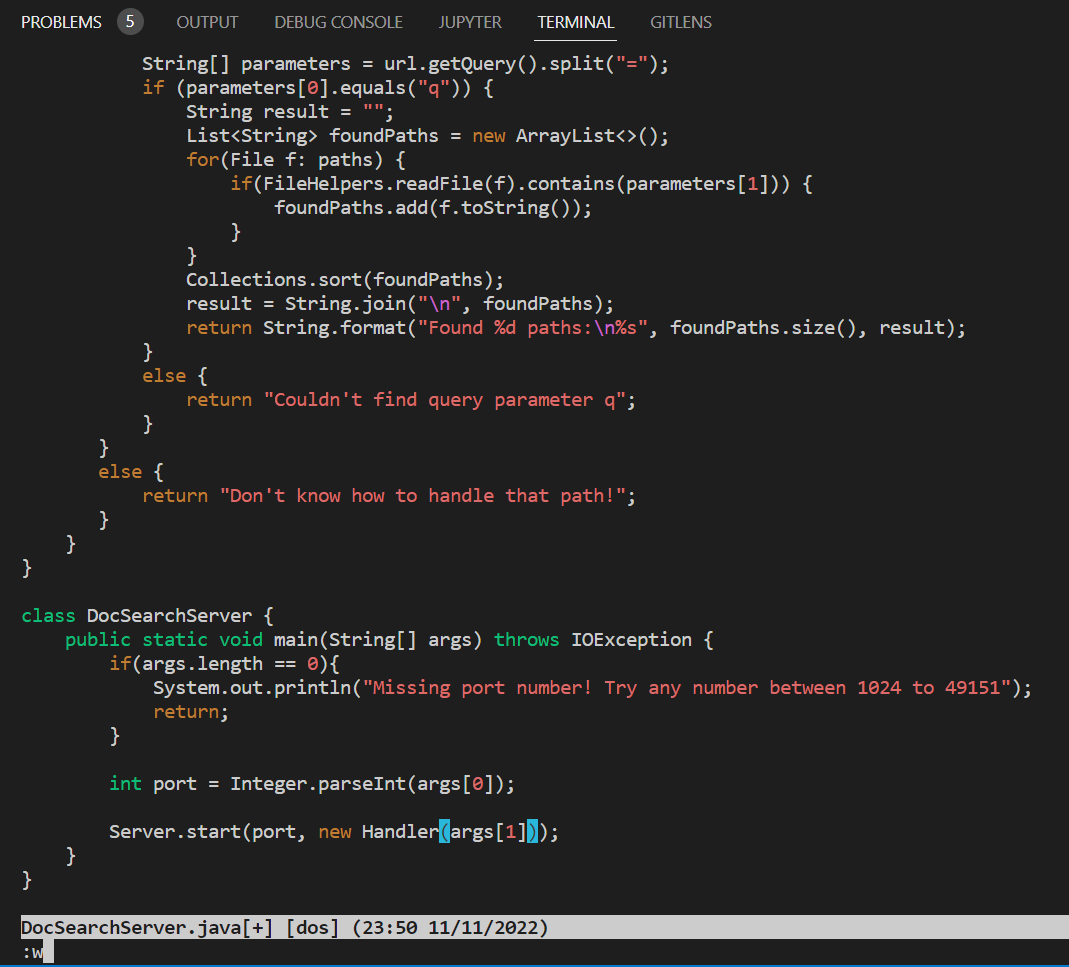 PROBLEMS 5 OUTPUT DEBUG CONSOLE JUPYTER TERMINAL GITLENS
            String[] parameters = url.getQuery().split("=");
            if (parameters[0].equals("q")) {
                String result = "";
                List<String> foundPaths = new ArrayList<>();
                for(File f: paths) {
                    if(FileHelpers.readFile(f).contains(parameters[1])) {
                        foundPaths.add(f.toString());
                    }
                }
                Collections.sort(foundPaths);
                result = String.join("\n", foundPaths);
                return String.format("Found %d paths:\n%s", foundPaths.size(), result);
            }
            else {
                return "Couldn't find query parameter q";
            }
        }
        else {
            return "Don't know how to handle that path!";
        }
    }
}

class DocSearchServer {
    public static void main(String[] args) throws IOException {
        if(args.length == 0){
            System.out.println("Missing port number! Try any number between 1024 to 49151");
            return;
        }

        int port = Integer.parseInt(args[0]);

        Server.start(port, new Handler(args[1]));
    }
}

DocSearchServer.java[+] [dos] (23:50 11/11/2022)
:w